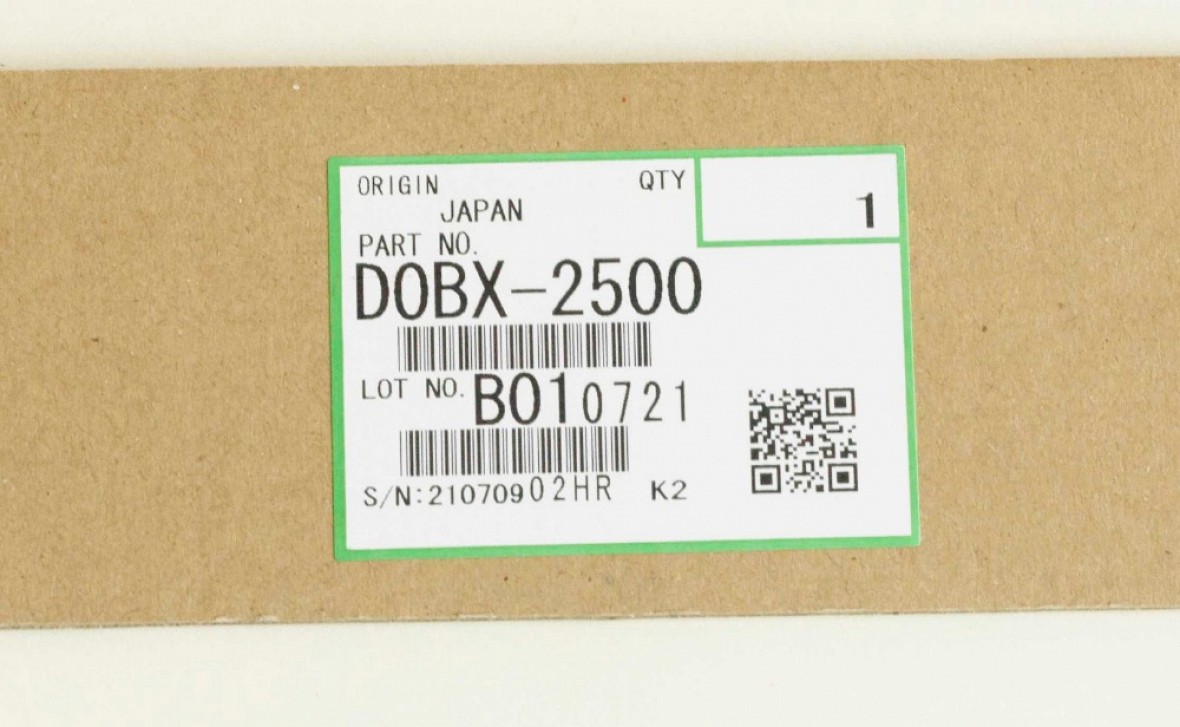 ORIGIN QTY 1
JAPAN
PART NO.
D0BX-2500
LOT NO. B010721
S/N:21070902HR K2